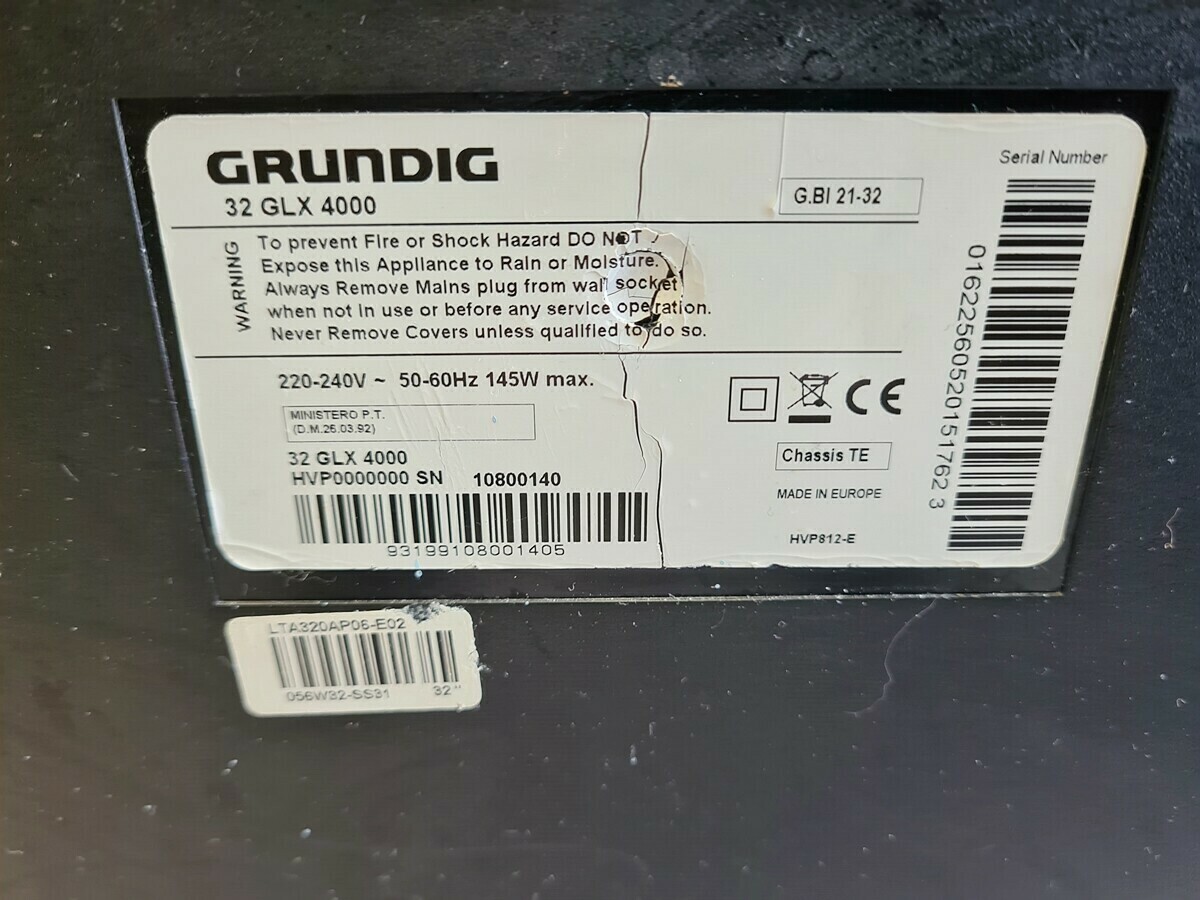 GRUNDIG
32 GLX 4000
G.BI 21-32
Serial Number
WARNING
To prevent Fire or Shock Hazard DO NOT
Expose this Appliance to Rain or Moisture.
Always Remove Mains plug from wall socket
when not in use or before any service operation.
Never Remove Covers unless qualified to do so.
220-240V ~ 50-60Hz 145W max.
MINISTERO P.T.
(D.M.26.03.92)
32 GLX 4000
HVP0000000 SN 10800140
93199108001405
CE
Chassis TE
MADE IN EUROPE
HVP812-E
01622560520151762 3
LTA320AP06-E02
056W32-SS31 32"